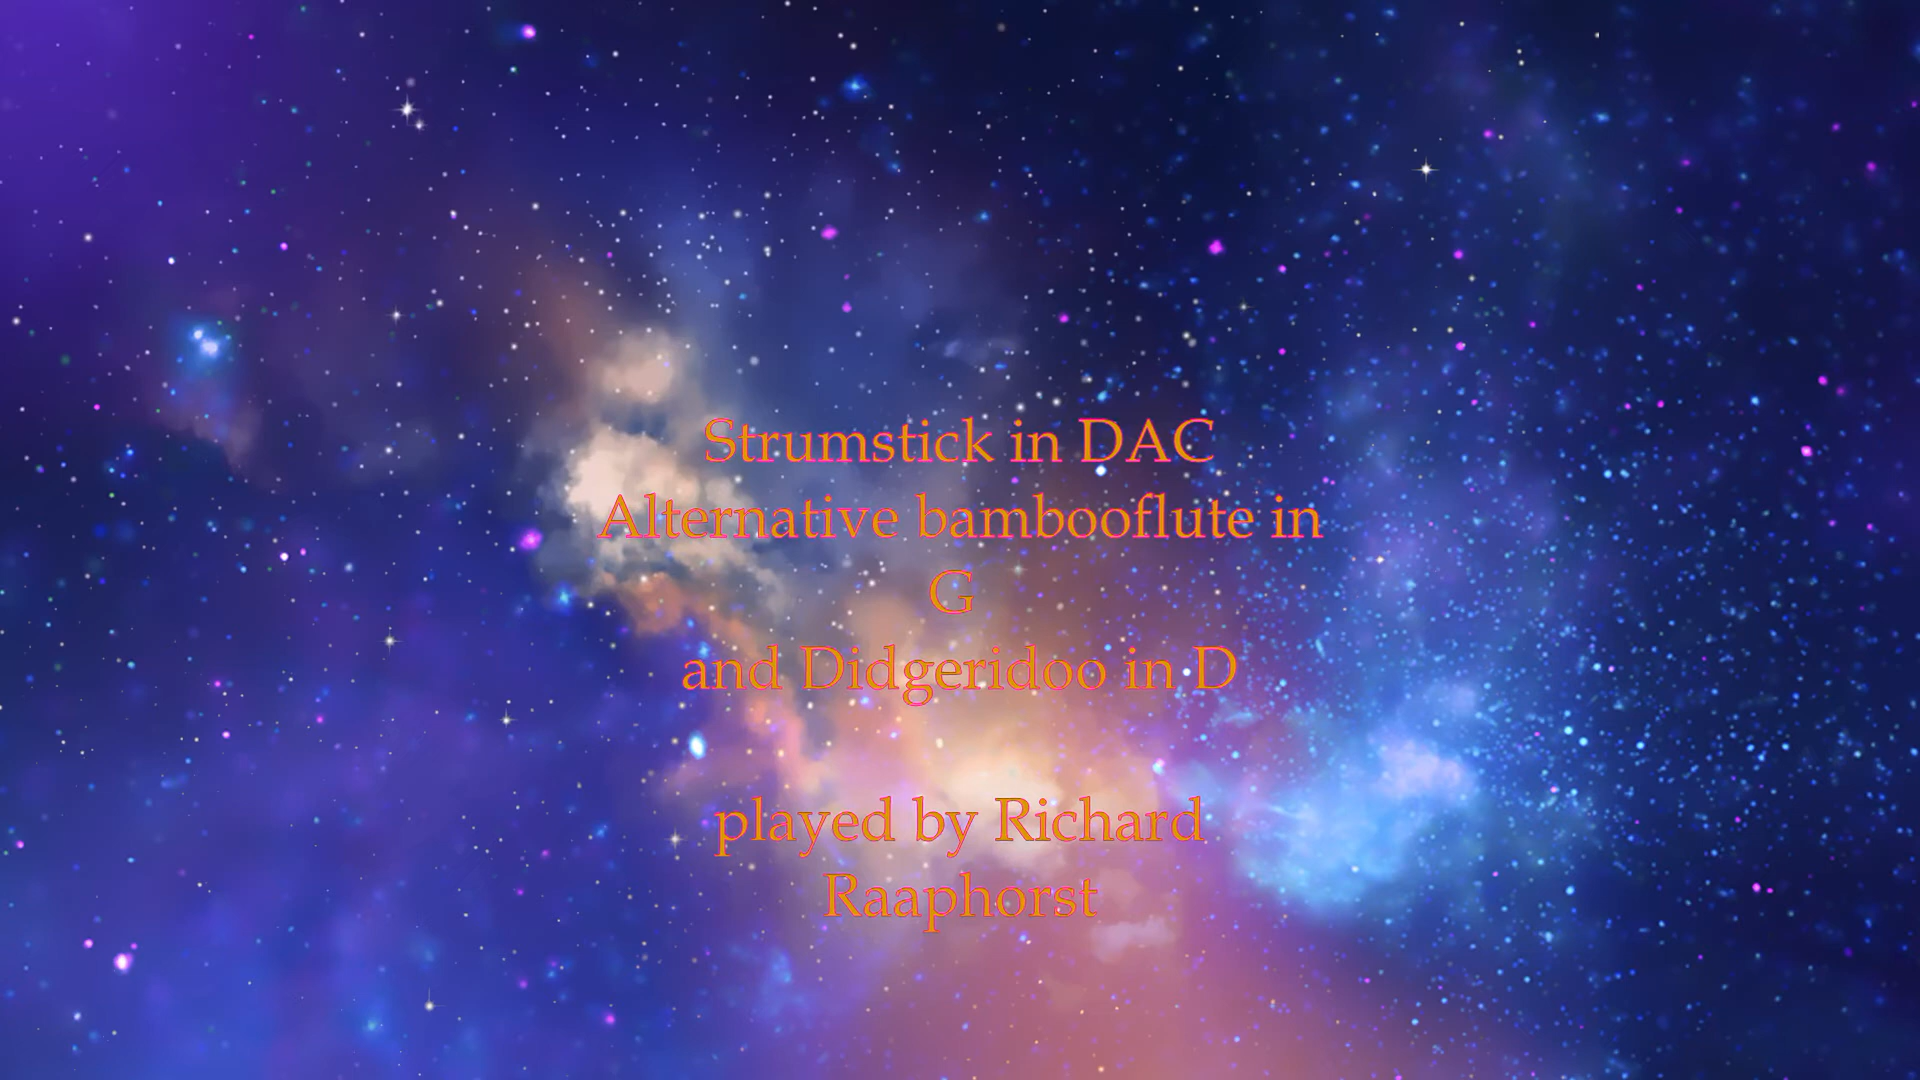 Strumstick in DAC
Alternative bambooflute in
G
and Didgeridoo in D
played by Richard
Raaphorst